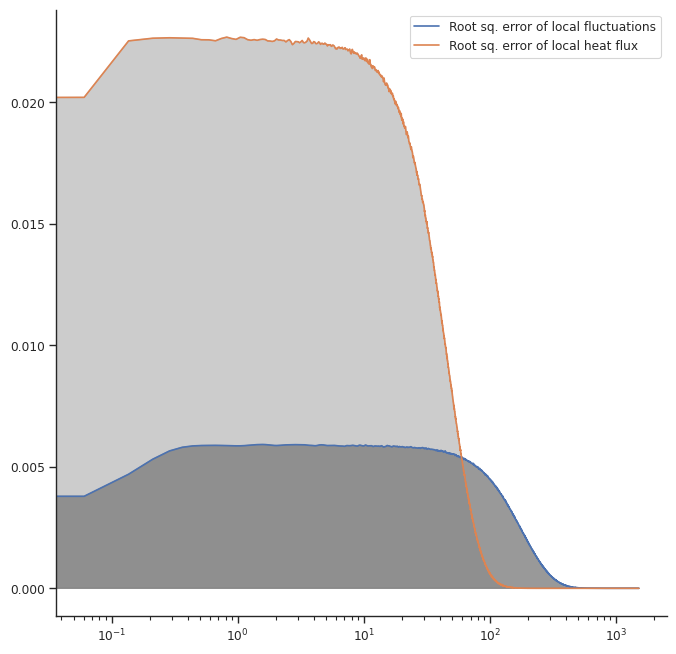 Root sq. error of local fluctuations
Root sq. error of local heat flux
0.020
0.015
0.010
0.005
0.000
10⁻¹ 10⁰ 10¹ 10² 10³